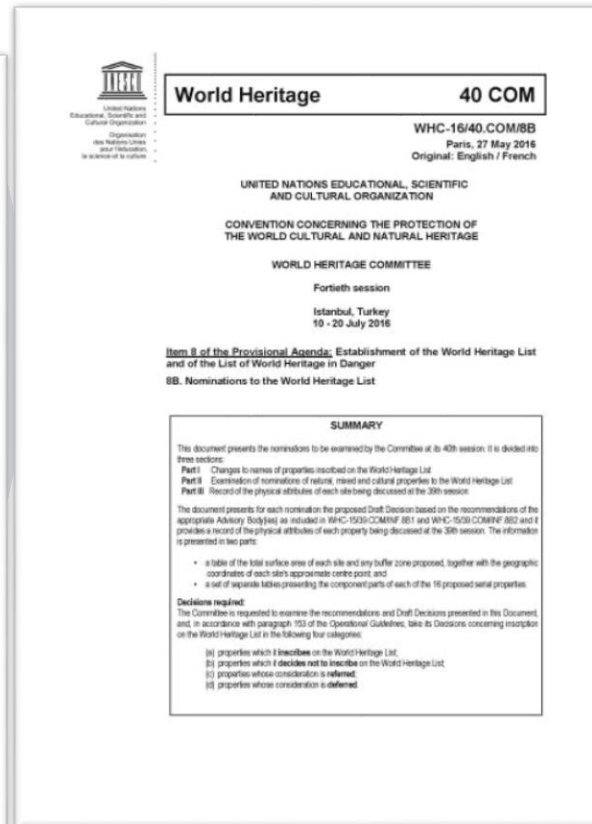 UNESCO
United Nations
Educational, Scientific and
Cultural Organization
Organisation
des Nations Unies
pour l'éducation,
la science et la culture
World Heritage 40 COM
WHC-16/40.COM/8B
Paris, 27 May 2016
Original: English / French
UNITED NATIONS EDUCATIONAL, SCIENTIFIC
AND CULTURAL ORGANIZATION
CONVENTION CONCERNING THE PROTECTION OF
THE WORLD CULTURAL AND NATURAL HERITAGE
WORLD HERITAGE COMMITTEE
Fortieth session
Istanbul, Turkey
10 - 20 July 2016
Item 8 of the Provisional Agenda: Establishment of the World Heritage List
and of the List of World Heritage in Danger
8B. Nominations to the World Heritage List
SUMMARY
This document presents the nominations to be examined by the Committee at its 40th session. It is divided into
three sections:
Part I Changes to names of properties inscribed on the World Heritage List
Part II Examination of nominations of natural, mixed and cultural properties to the World Heritage List
Part III Record of the physical attributes of each site being discussed at the 39th session
The document presents for each nomination the proposed Draft Decision based on the recommendations of the
appropriate Advisory Body(ies) as included in WHC-15/39.COM/INF.8B1 and WHC-15/39.COM/INF.8B2 and it
provides a record of the physical attributes of each property being discussed at the 39th session. The information
is presented in two parts:
• a table of the total surface area of each site and any buffer zone proposed, together with the geographic
coordinates of each site's approximate centre point; and
• a set of separate tables presenting the component parts of each of the 16 proposed serial properties.
Decisions required:
The Committee is requested to examine the recommendations and Draft Decisions presented in this Document,
and, in accordance with paragraph 153 of the Operational Guidelines, take its Decisions concerning inscription
on the World Heritage List in the following four categories:
(a) properties which it inscribes on the World Heritage List;
(b) properties which it decides not to inscribe on the World Heritage List;
(c) properties whose consideration is referred;
(d) properties whose consideration is deferred.